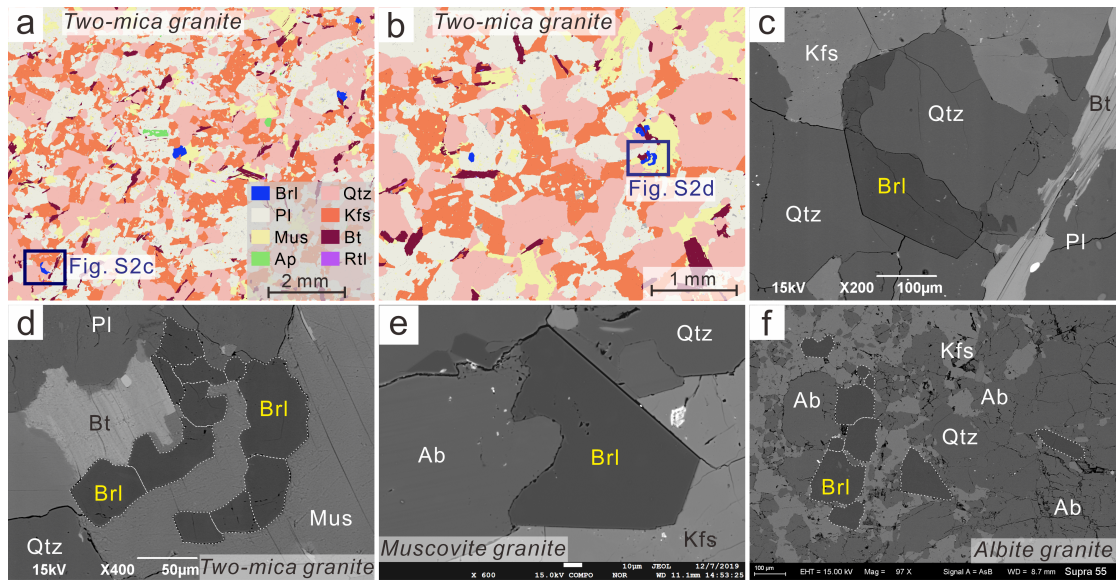 a
Two-mica granite
Brl
Qtz
Pl
Kfs
Mus
Bt
Ap
Rtl
Fig. S2c
2 mm
b
Two-mica granite
Fig. S2d
1 mm
c
Kfs
Bt
Qtz
Brl
Qtz
Pl
15kV X200 100μm
d
Pl
Brl
Bt
Brl
Mus
Qtz
15kV X400 50μm
Two-mica granite
e
Qtz
Ab
Brl
Muscovite granite
Kfs
10μm JEOL 12/7/2019
X 600 15.0kV COMPO NOR WD 11.1mm 14:53:25
f
Kfs
Ab
Ab
Qtz
Brl
Ab
Albite granite
100 μm EHT = 15.00 kV Mag = 97 X Signal A = AsB WD = 8.7 mm Supra 55